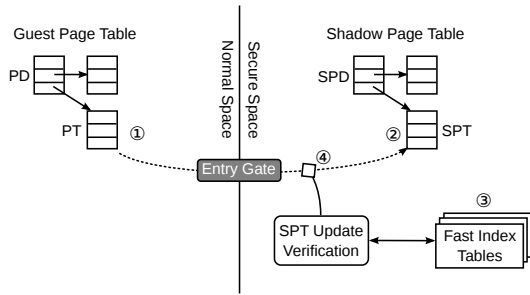 Guest Page Table
Shadow Page Table
PD
SPD
Normal Space
Secure Space
PT
①
②
SPT
Entry Gate
④
③
SPT Update
Verification
Fast Index
Tables